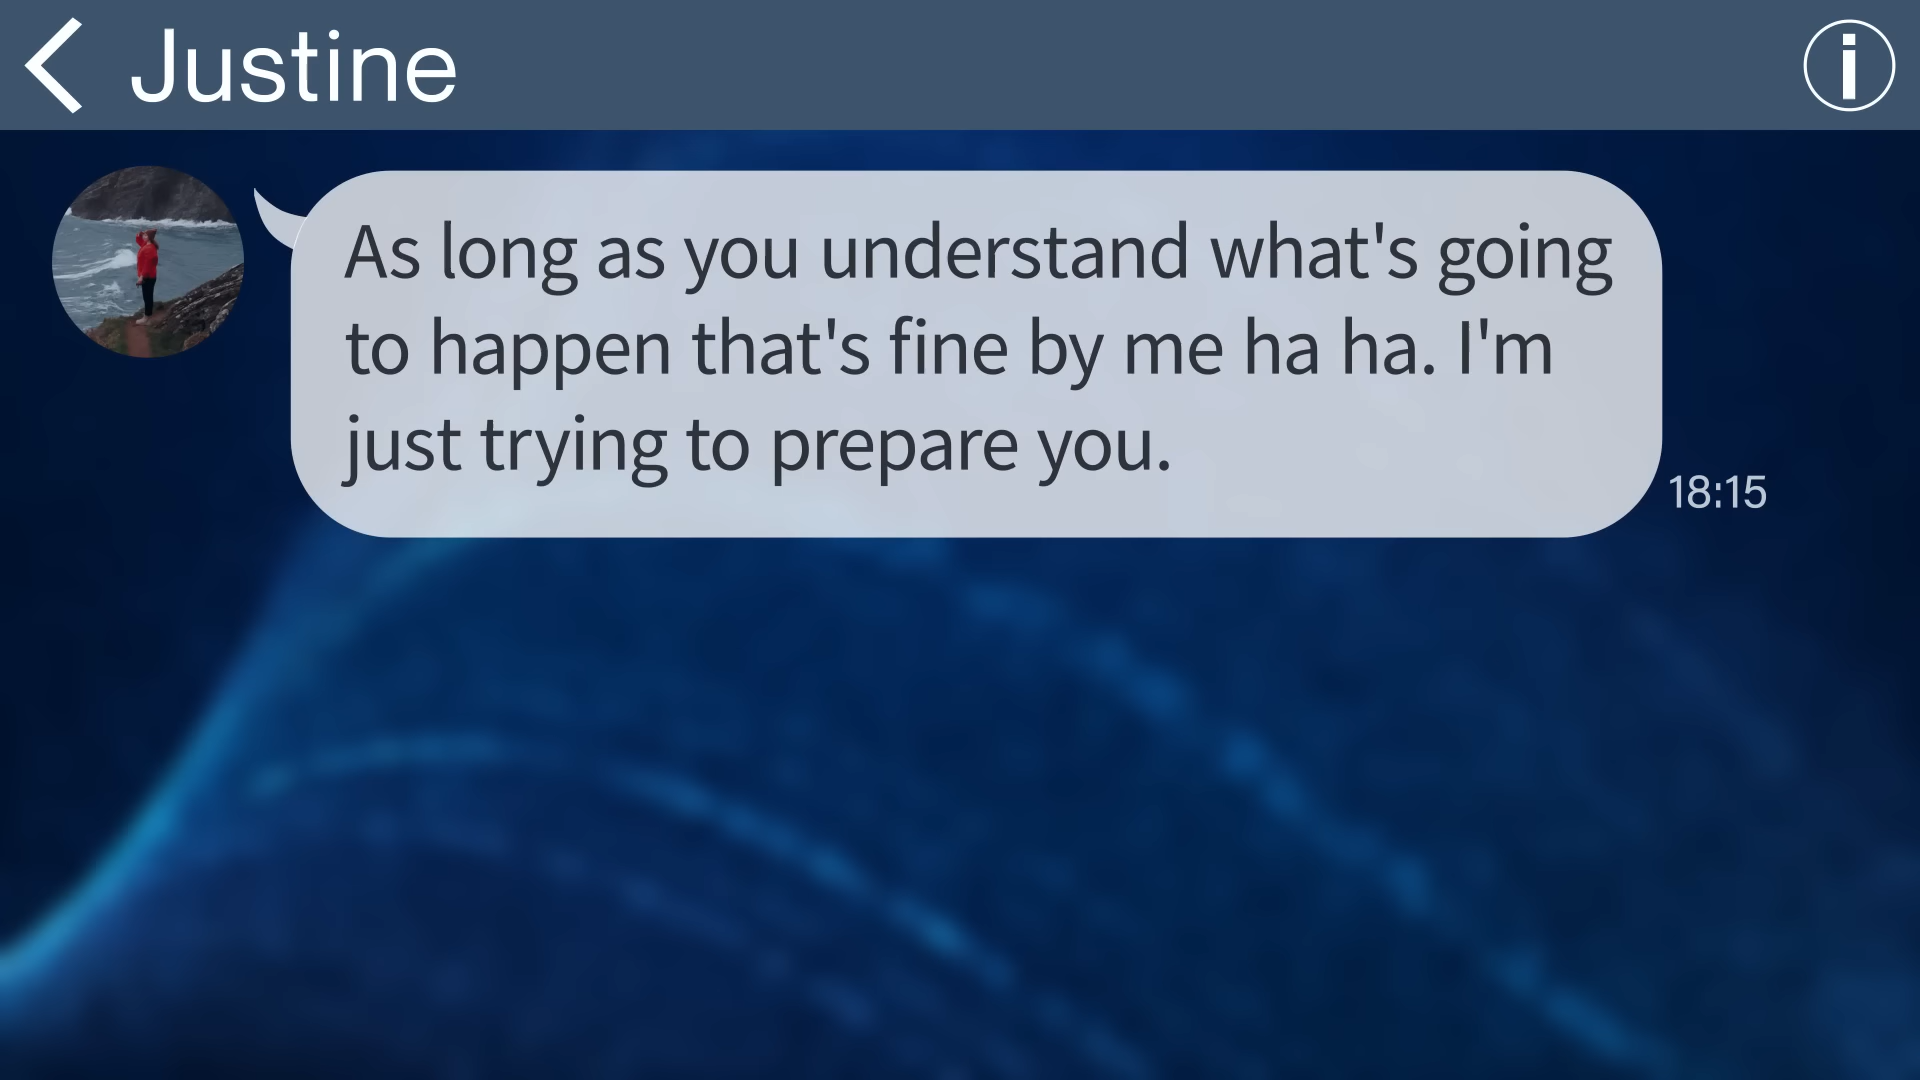 Justine
As long as you understand what's going
to happen that's fine by me ha ha. I'm
just trying to prepare you.
18:15